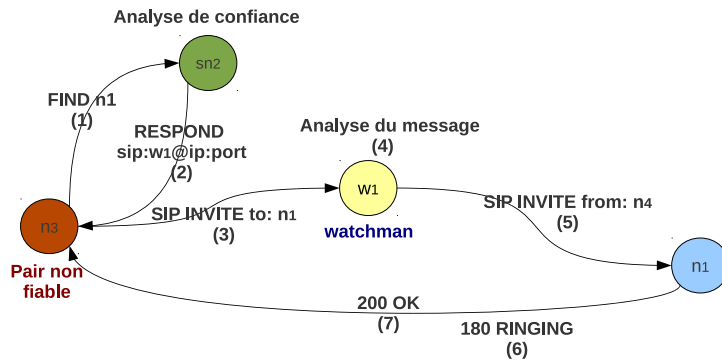 Analyse de confiance
sn2
FIND n1
(1)
RESPOND
sip:w1@ip:port
(2)
Analyse du message
(4)
w1
watchman
SIP INVITE to: n1
(3)
SIP INVITE from: n4
(5)
n3
Pair non
fiable
n1
200 OK
(7)
180 RINGING
(6)